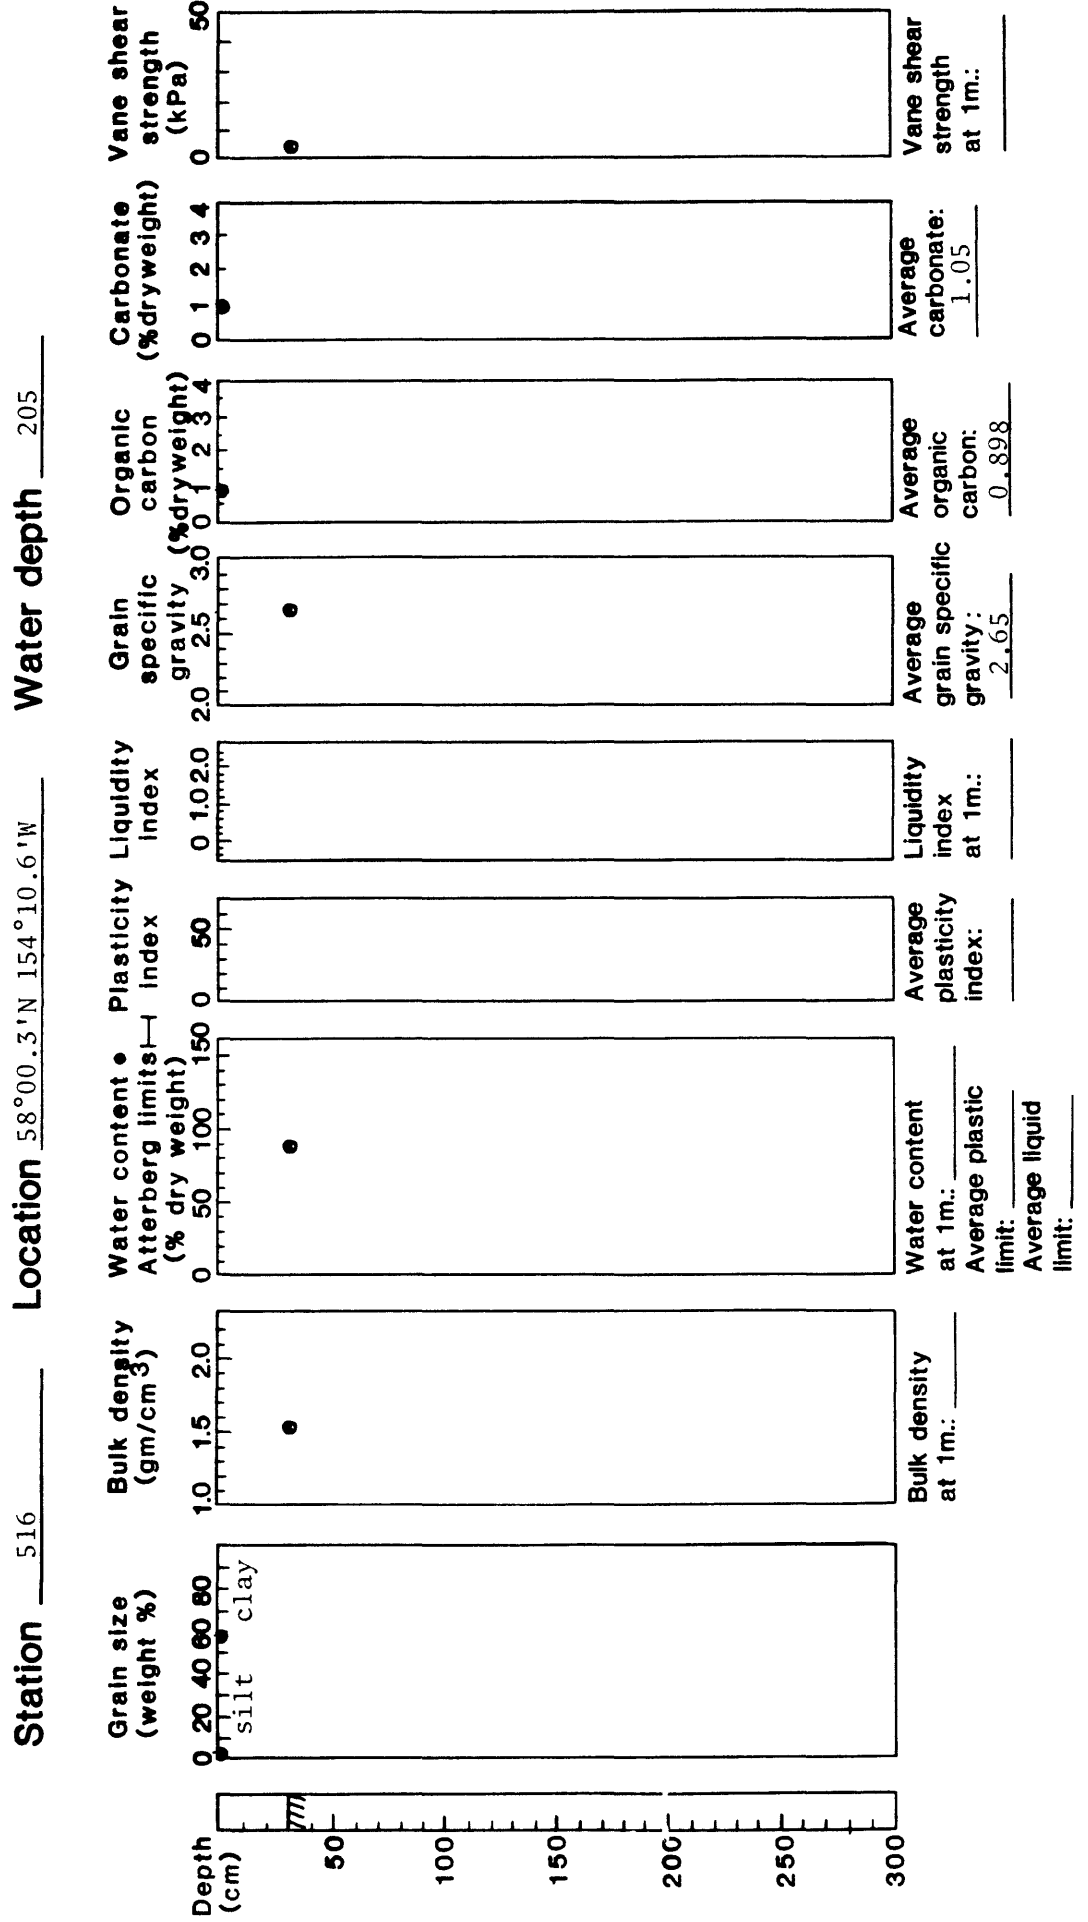 Station 516 Location 58°00.3'N 154°10.6'W Water depth 205
Depth
(cm)
50
100
150
200
250
300
Grain size
(weight %)
0 20 40 60 80
silt clay
Bulk density
(gm/cm³)
1.0 1.5 2.0
Bulk density
at 1m.:
Water content ●
Atterberg limits ⊢⊣
(% dry weight)
0 50 100 150
Water content
at 1m.:
Average plastic
limit:
Average liquid
limit:
Plasticity
index
0 50
Average
plasticity
index:
Liquidity
index
0 1.0 2.0
Liquidity
index
at 1m.:
Grain
specific
gravity
2.0 2.5 3.0
Average
grain specific
gravity:
2.65
Organic
carbon
(%dryweight)
0 1 2 3 4
Average
organic
carbon:
0.898
Carbonate
(%dryweight)
0 1 2 3 4
Average
carbonate:
1.05
Vane shear
strength
(kPa)
0 50
Vane shear
strength
at 1m.: